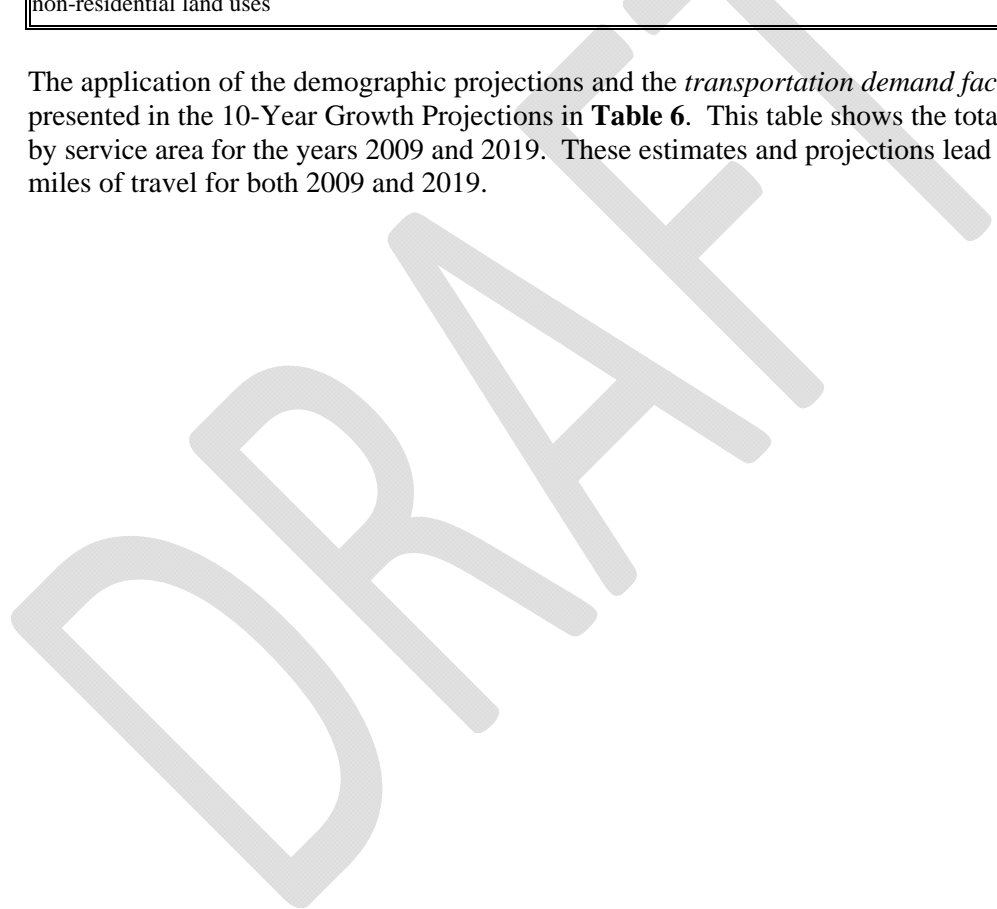 non-residential land uses
The application of the demographic projections and the transportation demand fac
presented in the 10-Year Growth Projections in Table 6. This table shows the tota
by service area for the years 2009 and 2019. These estimates and projections lead
miles of travel for both 2009 and 2019.
DRAFT